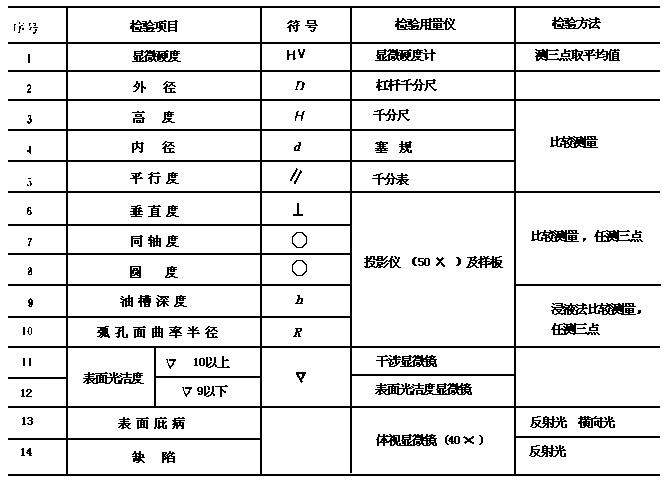 序号 检验项目 符号 检验用量仪 检验方法
1 显微硬度 HV 显微硬度计 测三点取平均值
2 外 径 D 杠杆千分尺
3 高 度 H 千分尺
比较测量
4 内 径 d 塞 规
5 平行度 // 千分表
6 垂直度 ⊥
7 同轴度 ○ 比较测量，任测三点
投影仪（50×）及样板
8 圆 度 ○
9 油槽深度 h
浸液法比较测量，
10 弧孔面曲率半径 R 任测三点
11 ▽ 10以上 干涉显微镜
表面光洁度 ▽
12 ▽ 9以下 表面光洁度显微镜
13 表面疵病 反射光 横向光
体视显微镜（40×）
14 缺 陷 反射光